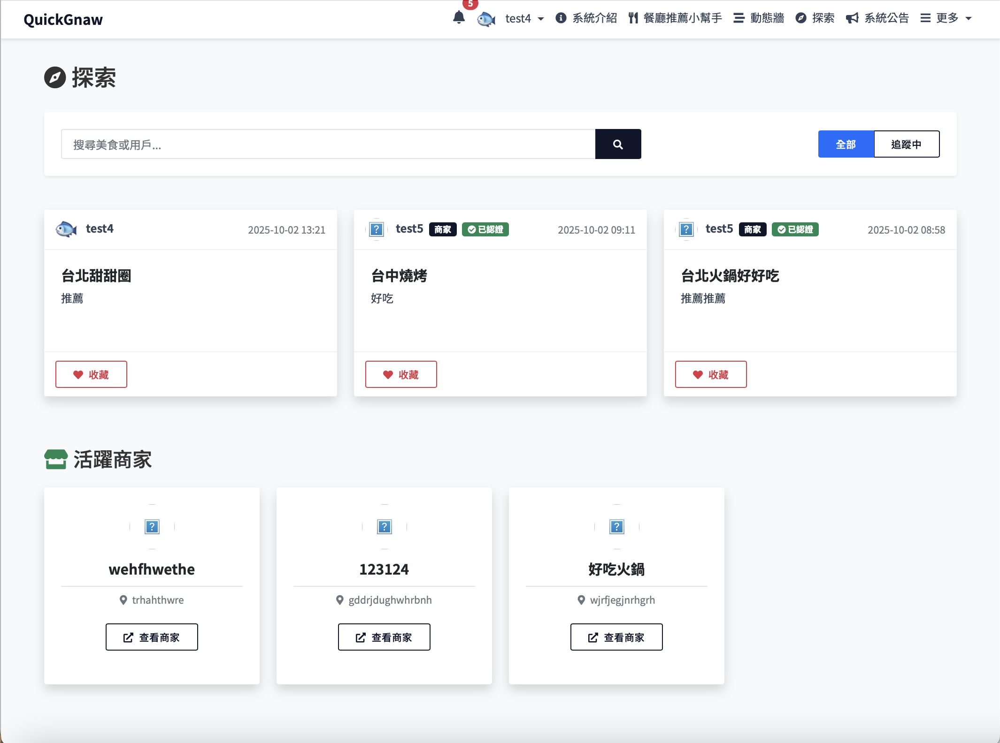 QuickGnaw
5
test4
系統介紹
餐廳推薦小幫手
動態牆
探索
系統公告
更多
探索
搜尋美食或用戶...
全部
追蹤中
test4
2025-10-02 13:21
台北甜甜圈
推薦
收藏
test5 商家 已認證
2025-10-02 09:11
台中燒烤
好吃
收藏
test5 商家 已認證
2025-10-02 08:58
台北火鍋好好吃
推薦推薦
收藏
活躍商家
wehfhwethe
trhahthwre
查看商家
123124
gddrjdughwhrbnh
查看商家
好吃火鍋
wjrfjegjnrhgrh
查看商家